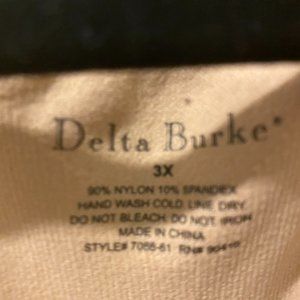 Delta Burke®
3X
90% NYLON 10% SPANDEX
HAND WASH COLD. LINE DRY.
DO NOT BLEACH. DO NOT IRON
MADE IN CHINA
STYLE# 7055-61 RN#